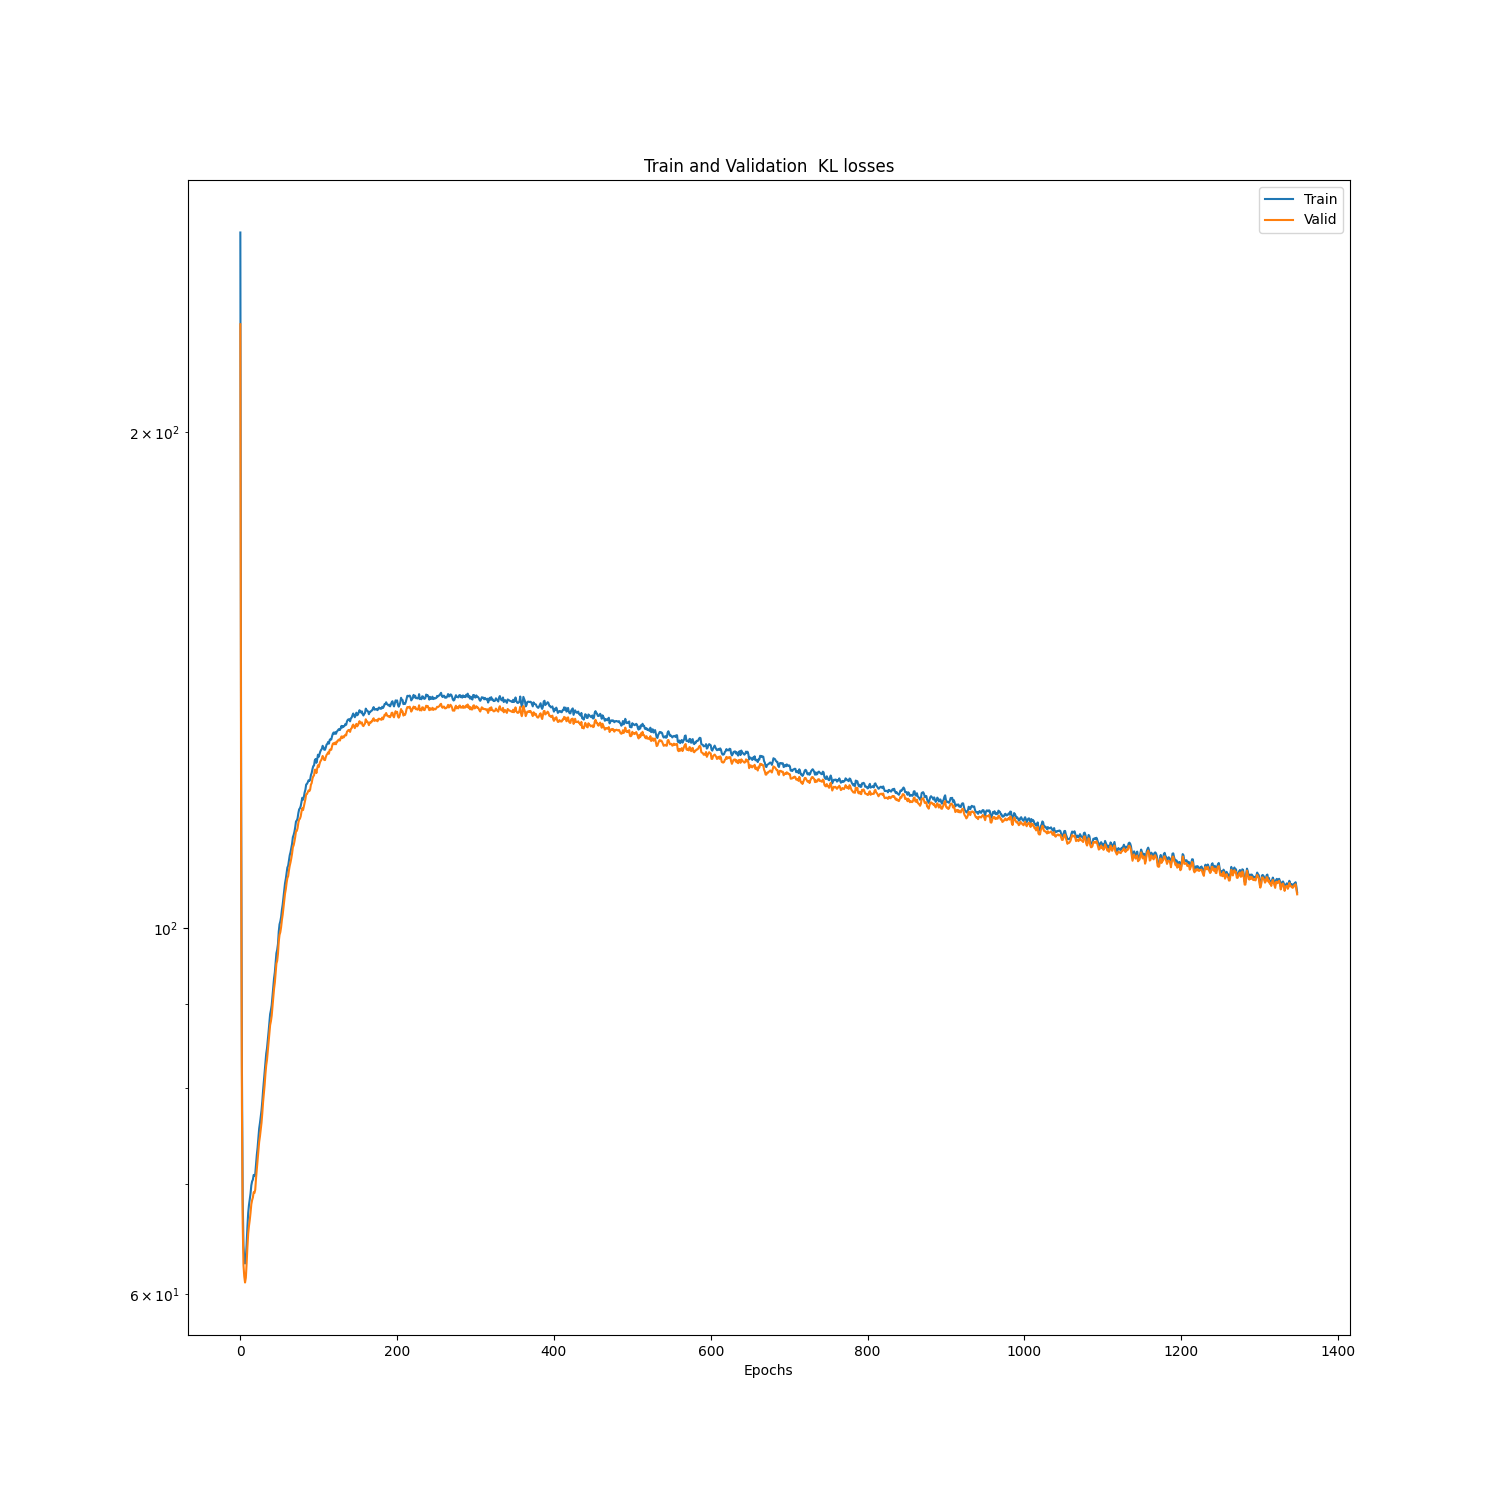 Train and Validation  KL losses
Train
Valid
2 × 10²
10²
6 × 10¹
0 200 400 600 800 1000 1200 1400
Epochs